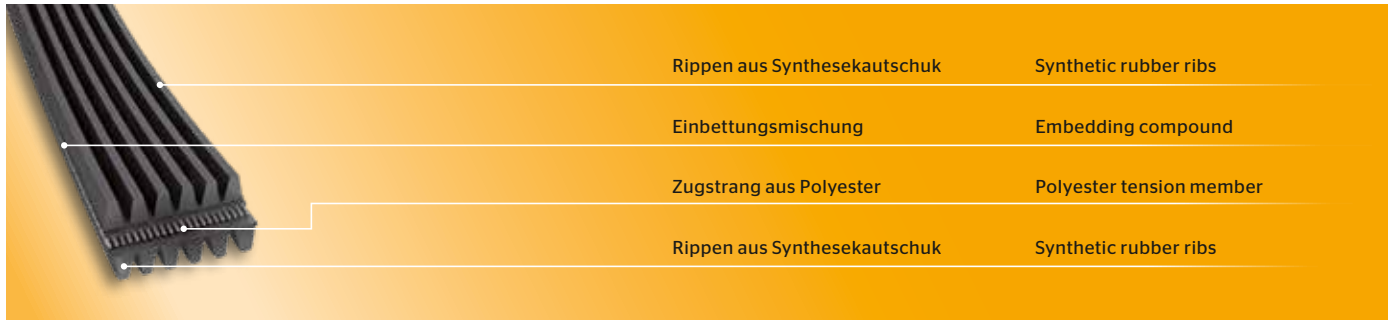 Rippen aus Synthesekautschuk Synthetic rubber ribs
Einbettungsmischung Embedding compound
Zugstrang aus Polyester Polyester tension member
Rippen aus Synthesekautschuk Synthetic rubber ribs